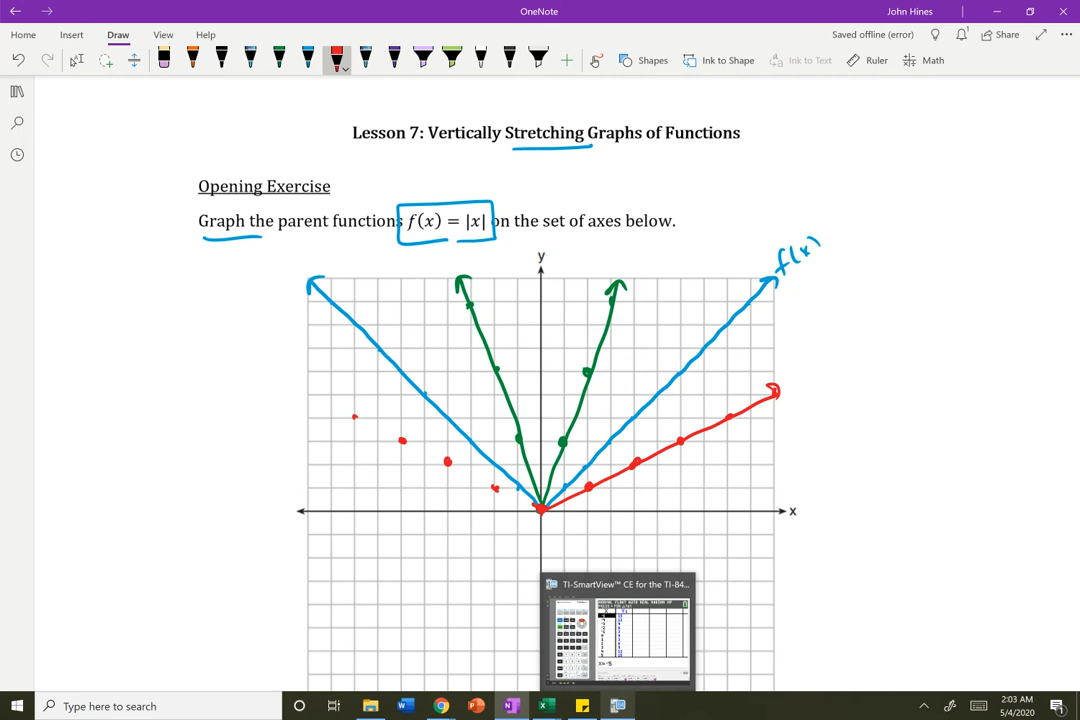 OneNote
John Hines
Home Insert Draw View Help
Saved offline (error) Share
Shapes Ink to Shape Ink to Text Ruler Math
Lesson 7: Vertically Stretching Graphs of Functions
Opening Exercise
Graph the parent functions f(x) = |x| on the set of axes below.
y
f(x)
x
TI-SmartView™ CE for the TI-84...
Type here to search
2:03 AM
5/4/2020